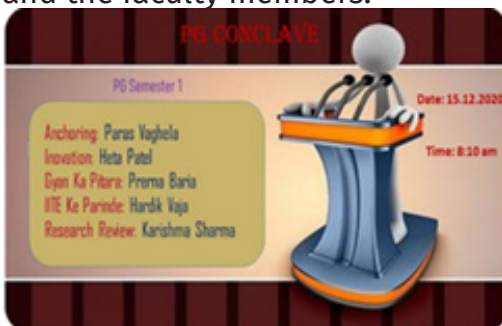 and the faculty members.
PG CONCLAVE
PG Semester 1
Date: 15.12.2020
Anchoring: Paras Vaghela
Inovation: Heta Patel
Time: 8:10 am
Gyan Ka Pitara: Prerna Baria
IITE Ke Parinde: Hardik Vaja
Research Review: Karishma Sharma